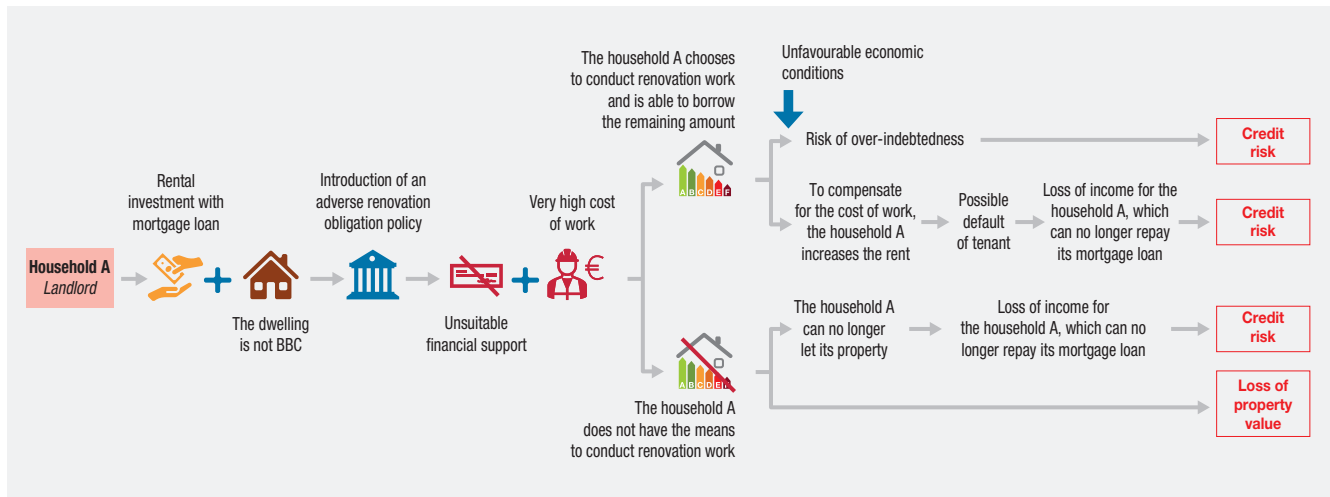 Household A
Landlord
Rental
investment with
mortgage loan
The dwelling
is not BBC
Introduction of an
adverse renovation
obligation policy
Unsuitable
financial support
Very high cost
of work
€
The household A chooses
to conduct renovation work
and is able to borrow
the remaining amount
A B C D E F
Unfavourable economic
conditions
Risk of over-indebtedness
Credit
risk
To compensate
for the cost of work,
the household A
increases the rent
Possible
default
of tenant
Loss of income for the
household A, which
can no longer repay
its mortgage loan
Credit
risk
A B C D E
The household A
does not have the means
to conduct renovation work
The household A
can no longer
let its property
Loss of income for
the household A, which can no
longer repay its mortgage loan
Credit
risk
Loss of
property
value